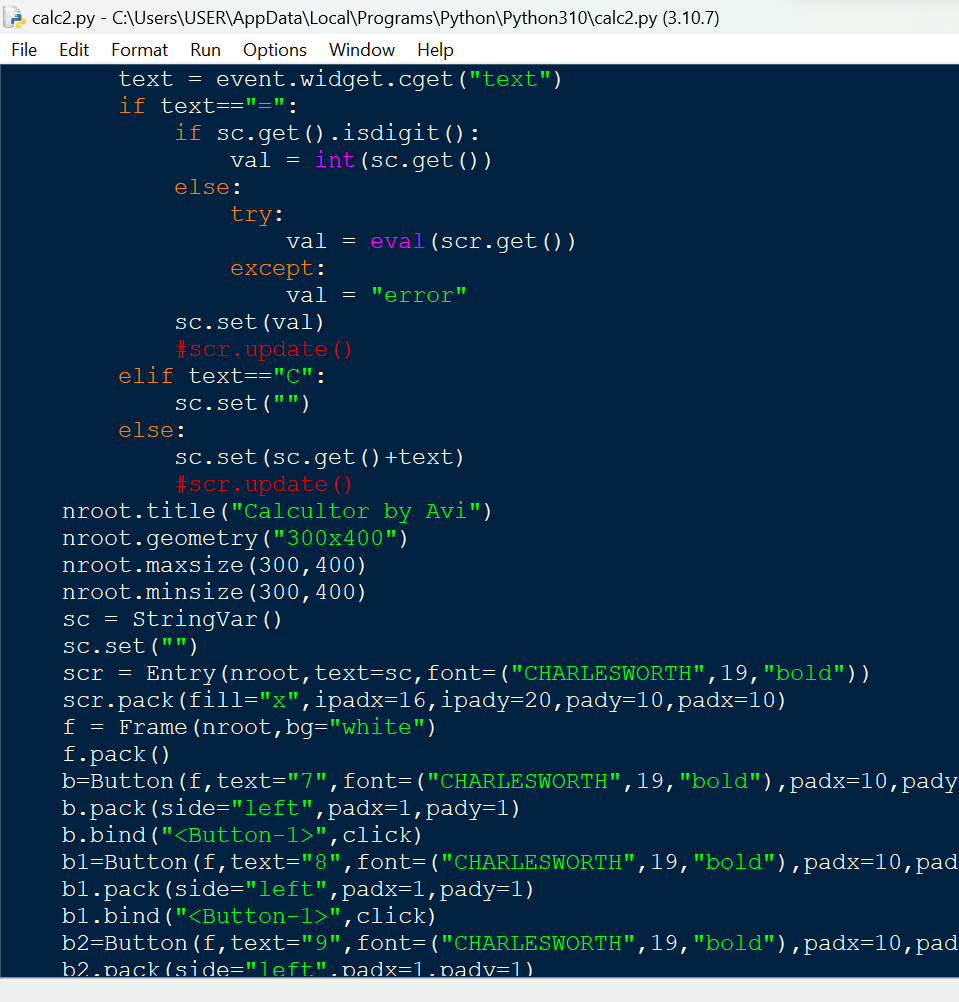 calc2.py - C:\Users\USER\AppData\Local\Programs\Python\Python310\calc2.py (3.10.7)
File Edit Format Run Options Window Help
        text = event.widget.cget("text")
        if text=="=":
            if sc.get().isdigit():
                val = int(sc.get())
            else:
                try:
                    val = eval(scr.get())
                except:
                    val = "error"
            sc.set(val)
            #scr.update()
        elif text=="C":
            sc.set("")
        else:
            sc.set(sc.get()+text)
            #scr.update()
    nroot.title("Calcultor by Avi")
    nroot.geometry("300x400")
    nroot.maxsize(300,400)
    nroot.minsize(300,400)
    sc = StringVar()
    sc.set("")
    scr = Entry(nroot,text=sc,font=("CHARLESWORTH",19,"bold"))
    scr.pack(fill="x",ipadx=16,ipady=20,pady=10,padx=10)
    f = Frame(nroot,bg="white")
    f.pack()
    b=Button(f,text="7",font=("CHARLESWORTH",19,"bold"),padx=10,pady
    b.pack(side="left",padx=1,pady=1)
    b.bind("<Button-1>",click)
    b1=Button(f,text="8",font=("CHARLESWORTH",19,"bold"),padx=10,pad
    b1.pack(side="left",padx=1,pady=1)
    b1.bind("<Button-1>",click)
    b2=Button(f,text="9",font=("CHARLESWORTH",19,"bold"),padx=10,pad
    b2.pack(side="left",padx=1,pady=1)